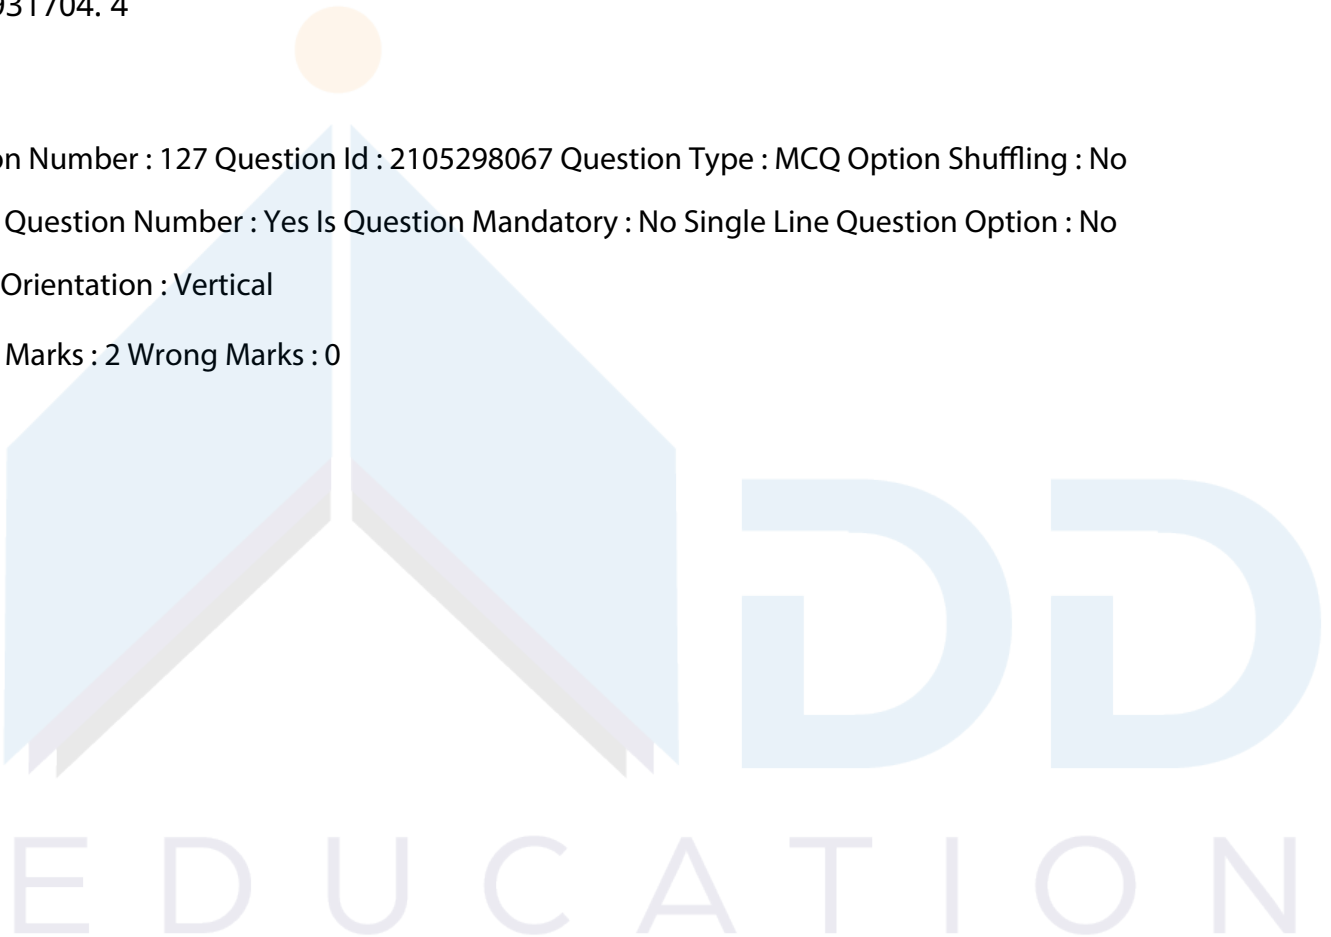 931704. 4
on Number : 127 Question Id : 2105298067 Question Type : MCQ Option Shuffling : No
Question Number : Yes Is Question Mandatory : No Single Line Question Option : No
Orientation : Vertical
Marks : 2 Wrong Marks : 0
DD
EDUCATION